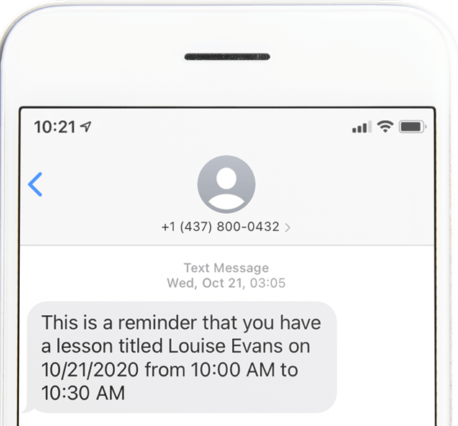 10:21
+1 (437) 800-0432
Text Message
Wed, Oct 21, 03:05
This is a reminder that you have
a lesson titled Louise Evans on
10/21/2020 from 10:00 AM to
10:30 AM